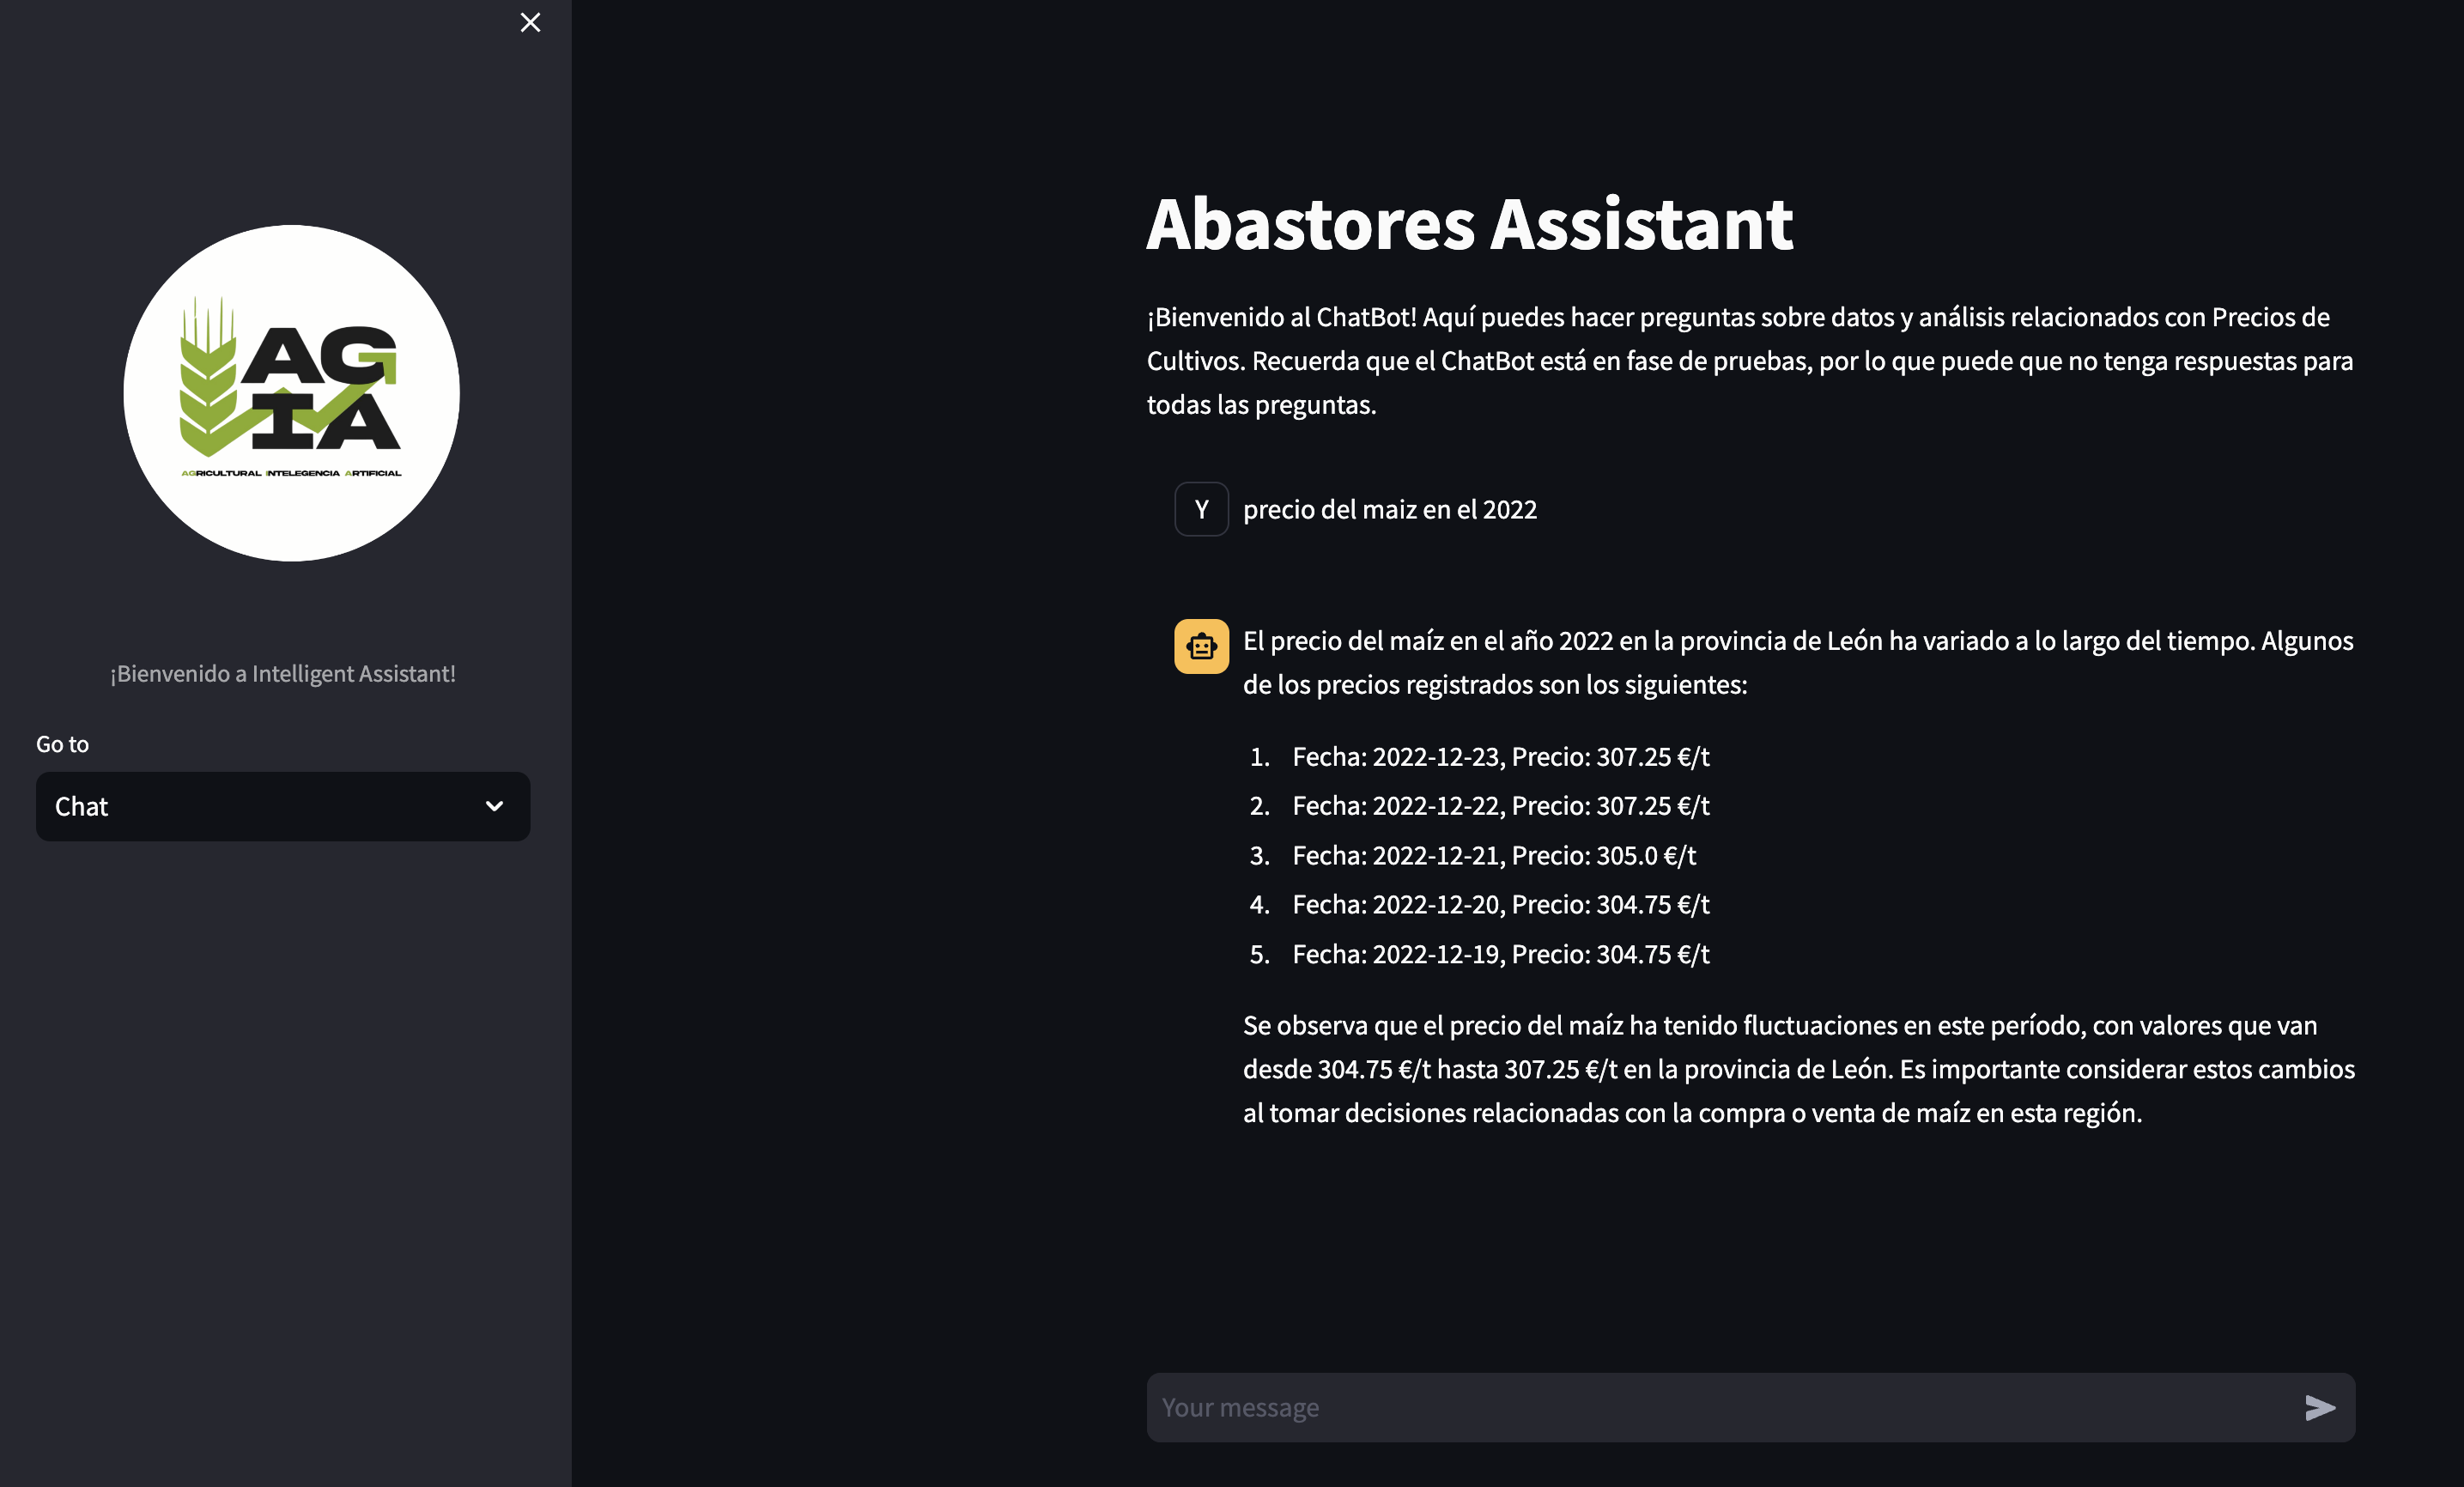 AG
IA
AGRICULTURAL INTELEGENCIA ARTIFICIAL
¡Bienvenido a Intelligent Assistant!
Go to
Chat
Abastores Assistant
¡Bienvenido al ChatBot! Aquí puedes hacer preguntas sobre datos y análisis relacionados con Precios de
Cultivos. Recuerda que el ChatBot está en fase de pruebas, por lo que puede que no tenga respuestas para
todas las preguntas.
Y precio del maiz en el 2022
El precio del maíz en el año 2022 en la provincia de León ha variado a lo largo del tiempo. Algunos
de los precios registrados son los siguientes:
1. Fecha: 2022-12-23, Precio: 307.25 €/t
2. Fecha: 2022-12-22, Precio: 307.25 €/t
3. Fecha: 2022-12-21, Precio: 305.0 €/t
4. Fecha: 2022-12-20, Precio: 304.75 €/t
5. Fecha: 2022-12-19, Precio: 304.75 €/t
Se observa que el precio del maíz ha tenido fluctuaciones en este período, con valores que van
desde 304.75 €/t hasta 307.25 €/t en la provincia de León. Es importante considerar estos cambios
al tomar decisiones relacionadas con la compra o venta de maíz en esta región.
Your message